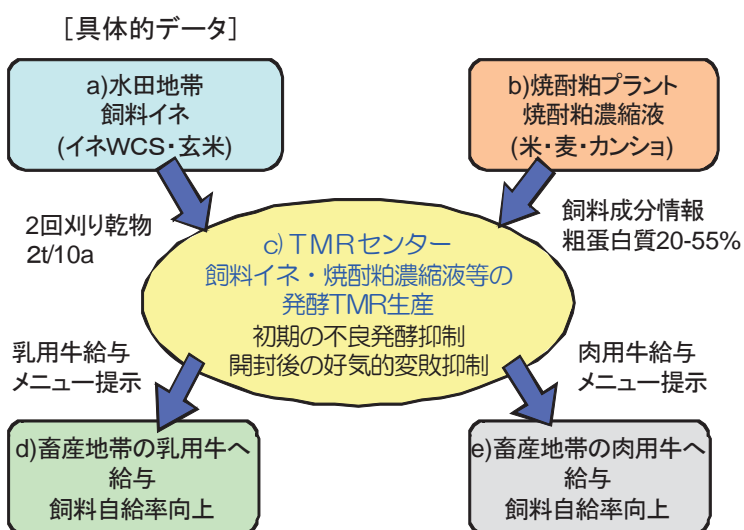 ［具体的データ］
a)水田地帯
飼料イネ
(イネWCS・玄米)
b)焼酎粕プラント
焼酎粕濃縮液
(米・麦・カンショ)
2回刈り乾物
2t/10a
飼料成分情報
粗蛋白質20-55%
c)TMRセンター
飼料イネ・焼酎粕濃縮液等の
発酵TMR生産
初期の不良発酵抑制
開封後の好気的変敗抑制
乳用牛給与
メニュー提示
肉用牛給与
メニュー提示
d)畜産地帯の乳用牛へ
給与
飼料自給率向上
e)畜産地帯の肉用牛へ
給与
飼料自給率向上